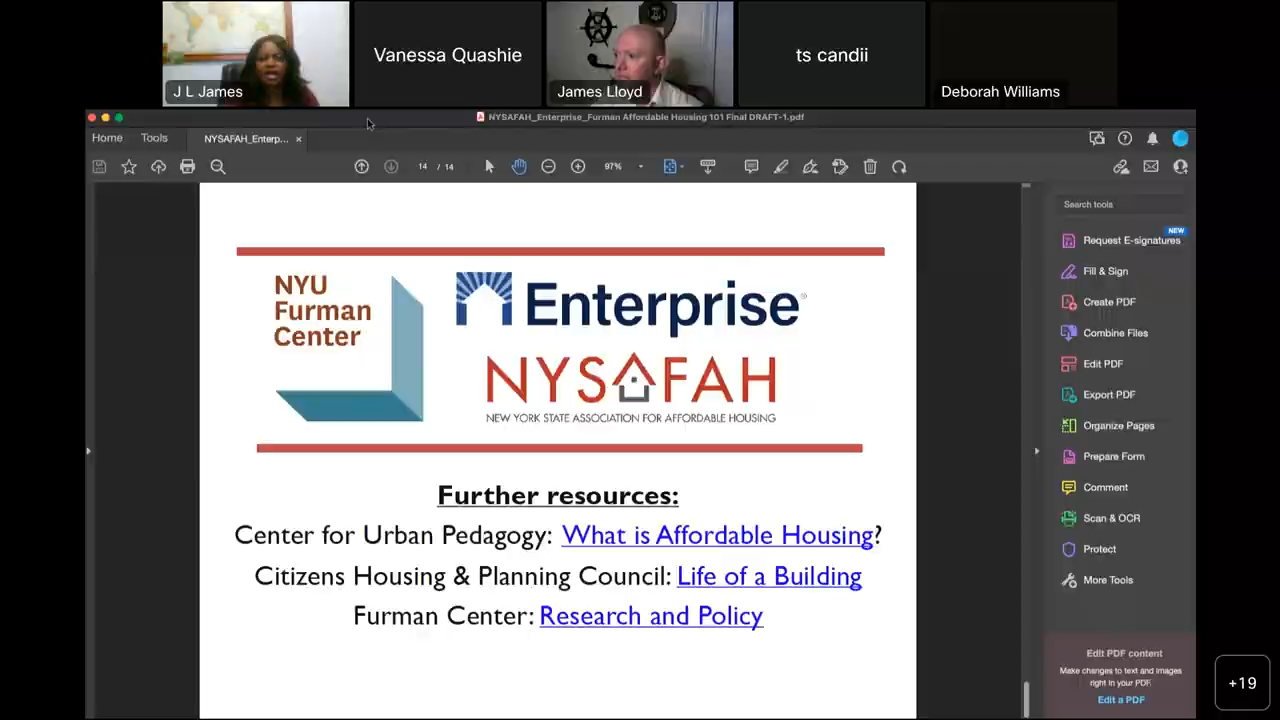 J L James
Vanessa Quashie
James Lloyd
ts candii
Deborah Williams
NYSAFAH_Enterprise_Furman Affordable Housing 101 Final DRAFT-1.pdf
Home
Tools
NYSAFAH_Enterp... ×
14 / 14
97%
Search tools
NEW
Request E-signatures
Fill & Sign
Create PDF
Combine Files
Edit PDF
Export PDF
Organize Pages
Prepare Form
Comment
Scan & OCR
Protect
More Tools
Edit PDF content
Make changes to text and images
right in your PDF.
Edit a PDF
NYU
Furman
Center
Enterprise®
NYSAFAH
NEW YORK STATE ASSOCIATION FOR AFFORDABLE HOUSING
Further resources:
Center for Urban Pedagogy: What is Affordable Housing?
Citizens Housing & Planning Council: Life of a Building
Furman Center: Research and Policy
+19